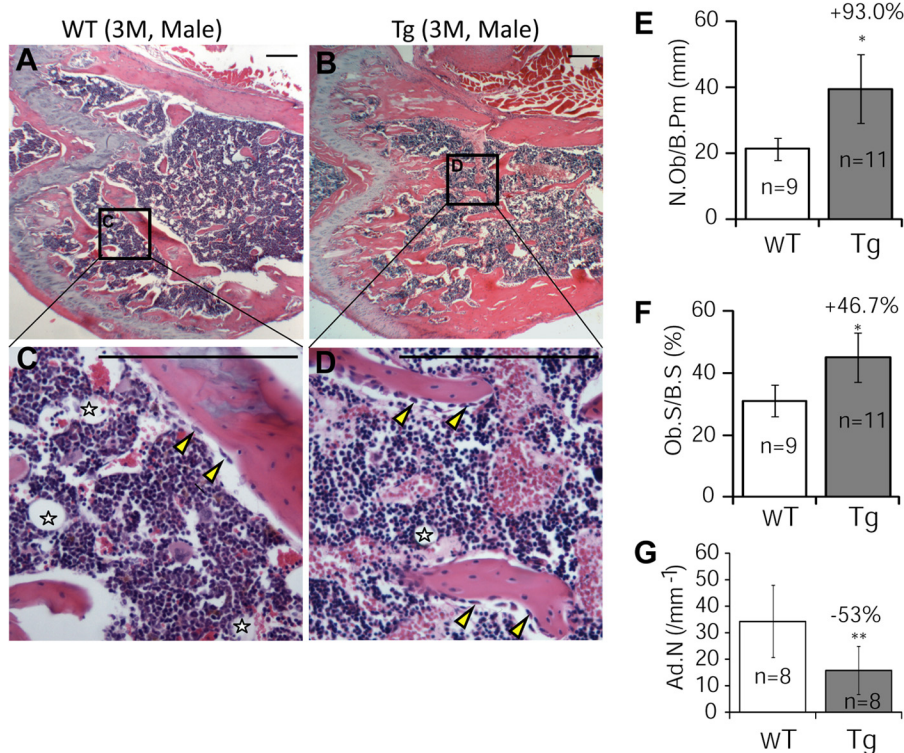 WT (3M, Male)
Tg (3M, Male)
A
B
C
D
C
D
E
N.Ob/B.Pm (mm)
60
40
20
0
+93.0%
*
n=9
n=11
wT
Tg
F
Ob.S/B.S (%)
60
40
20
0
+46.7%
*
n=9
n=11
wT
Tg
G
Ad.N (/mm⁻¹)
60
50
40
30
20
10
0
-53%
**
n=8
n=8
wT
Tg